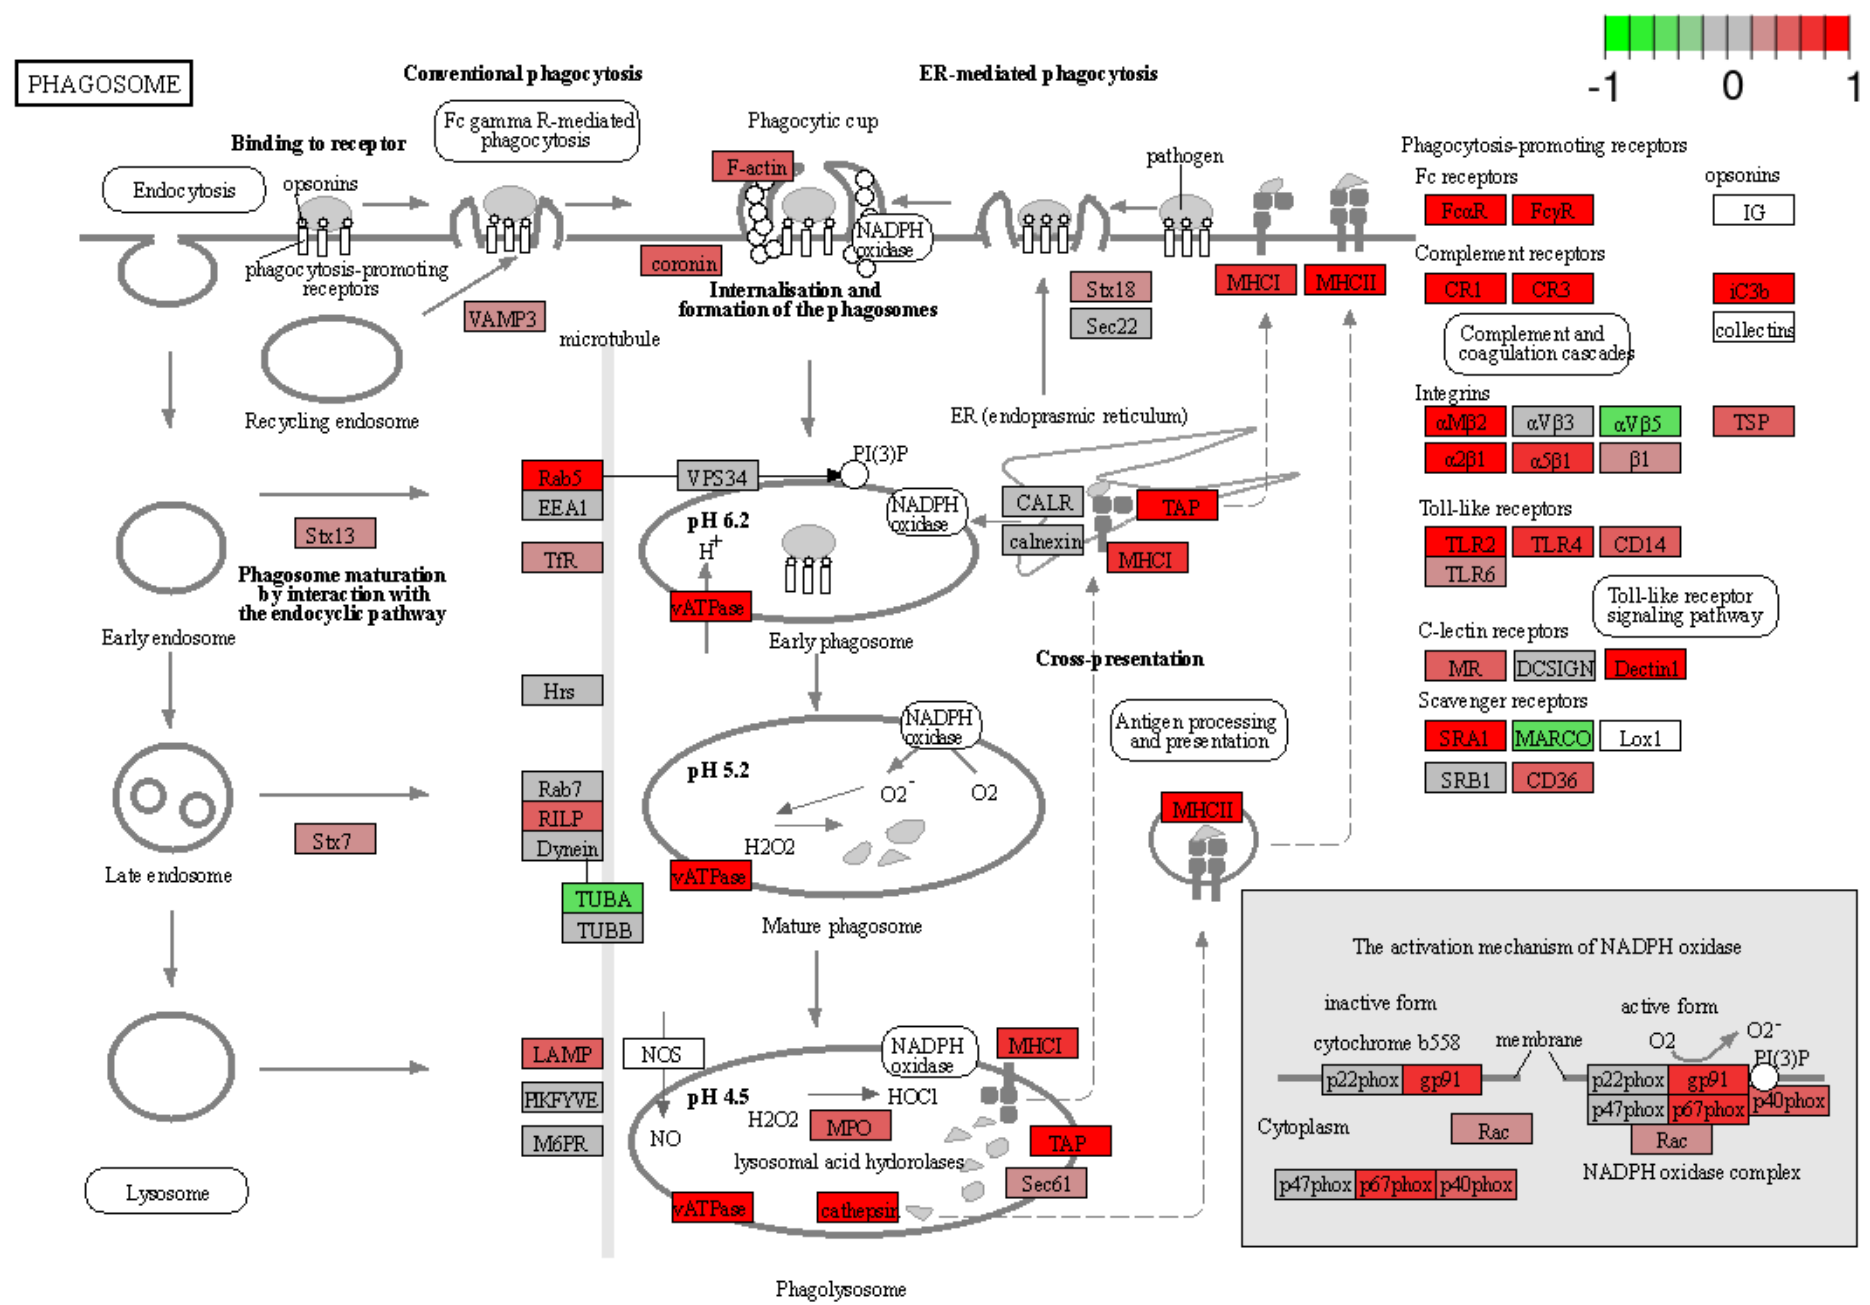 -1 0 1
PHAGOSOME
Conventional phagocytosis
ER-mediated phagocytosis
Fc gamma R-mediated
phagocytosis
Phagocytic cup
Binding to receptor
Endocytosis
opsonins
F-actin
pathogen
NADPH
oxidase
phagocytosis-promoting
receptors
coronin
Internalisation and
formation of the phagosomes
VAMP3
microtubule
Stx18
Sec22
MHCI
MHCII
Recycling endosome
ER (endoprasmic reticulum)
Phagocytosis-promoting receptors
Fc receptors
opsonins
FcαR
FcγR
IG
Complement receptors
CR1
CR3
iC3b
collectins
Complement and
coagulation cascades
Integrins
αMβ2
αVβ3
αVβ5
TSP
α2β1
α5β1
β1
Toll-like receptors
TLR2
TLR4
CD14
TLR6
Toll-like receptor
signaling pathway
C-lectin receptors
MR
DCSIGN
Dectin1
Scavenger receptors
SRA1
MARCO
Lox1
SRB1
CD36
Rab5
EEA1
VPS34
PI(3)P
NADPH
oxidase
CALR
calnexin
TAP
MHCI
Stx13
TfR
pH 6.2
H+
vATPase
Phagosome maturation
by interaction with
the endocyclic pathway
Early endosome
Early phagosome
Cross-presentation
Hrs
NADPH
oxidase
Antigen processing
and presentation
pH 5.2
O2-
O2
H2O2
Rab7
RILP
Dynein
Stx7
vATPase
MHCII
Late endosome
TUBA
TUBB
Mature phagosome
LAMP
PIKFYVE
M6PR
NOS
NO
NADPH
oxidase
MHCI
pH 4.5
H2O2
HOCl
MPO
lysosomal acid hydorolases
TAP
Sec61
vATPase
cathepsin
Lysosome
Phagolysosome
The activation mechanism of NADPH oxidase
inactive form
active form
cytochrome b558
membrane
O2
O2-
PI(3)P
p22phox
gp91
p22phox
gp91
p47phox
p67phox
p40phox
Cytoplasm
Rac
Rac
NADPH oxidase complex
p47phox
p67phox
p40phox